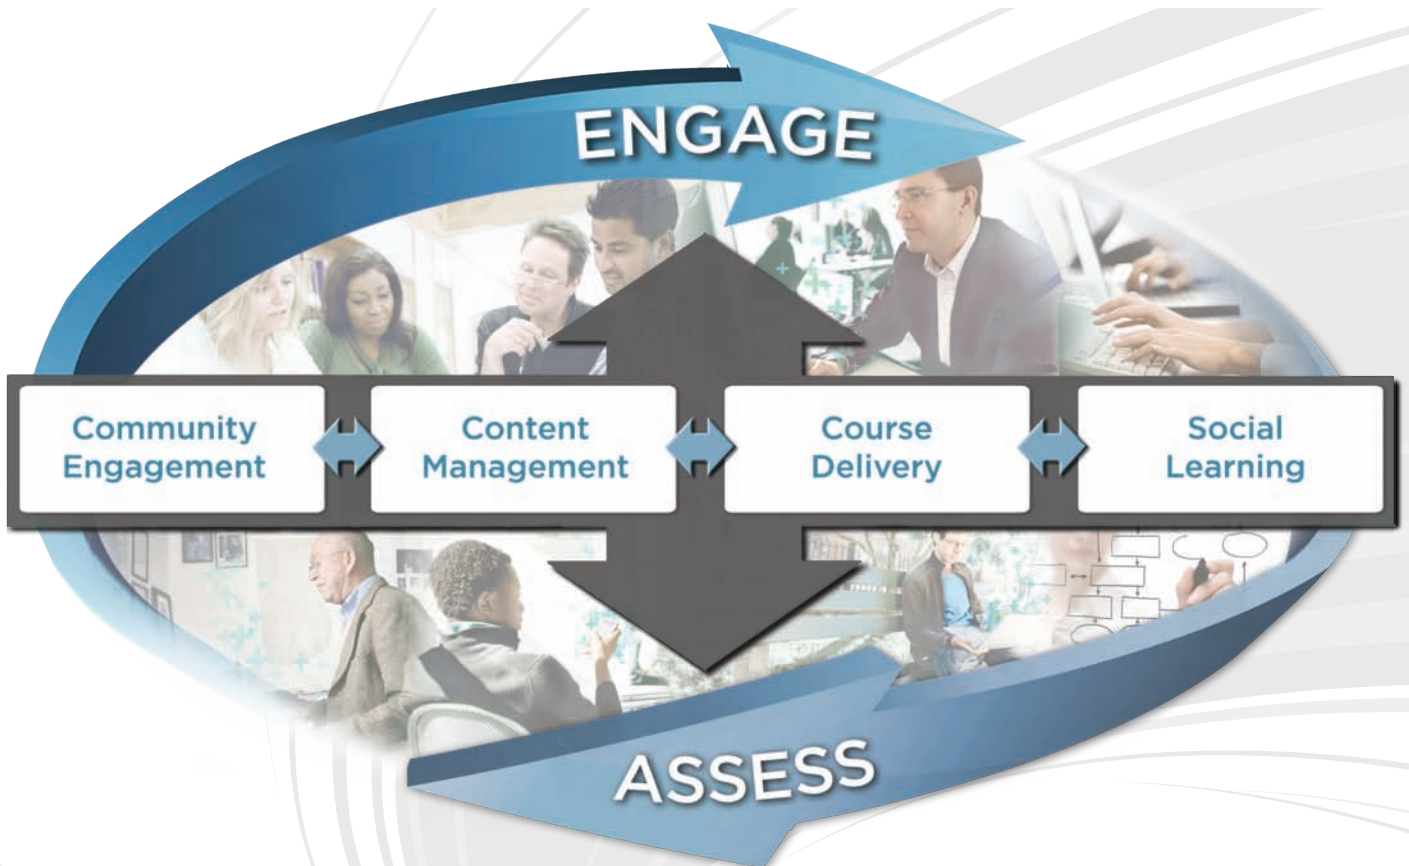 ENGAGE
Community
Engagement
Content
Management
Course
Delivery
Social
Learning
ASSESS